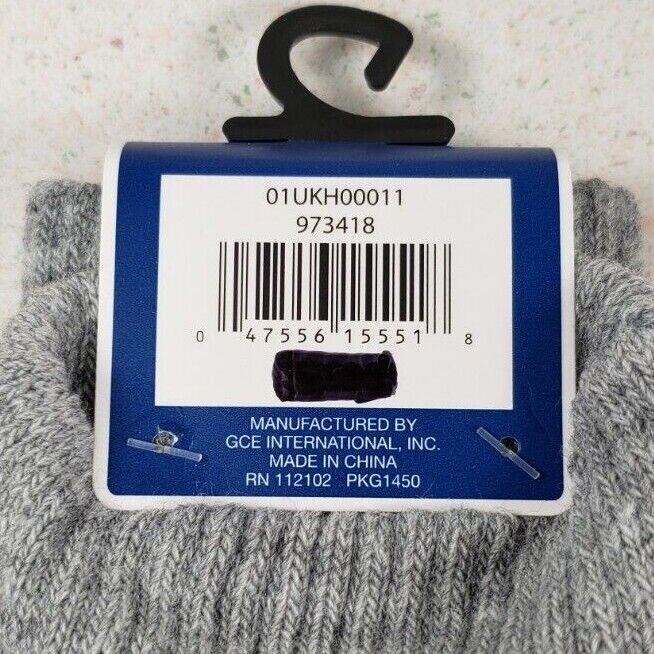 01UKH00011
973418
0 47556 15551 8
MANUFACTURED BY
GCE INTERNATIONAL, INC.
MADE IN CHINA
RN 112102 PKG1450